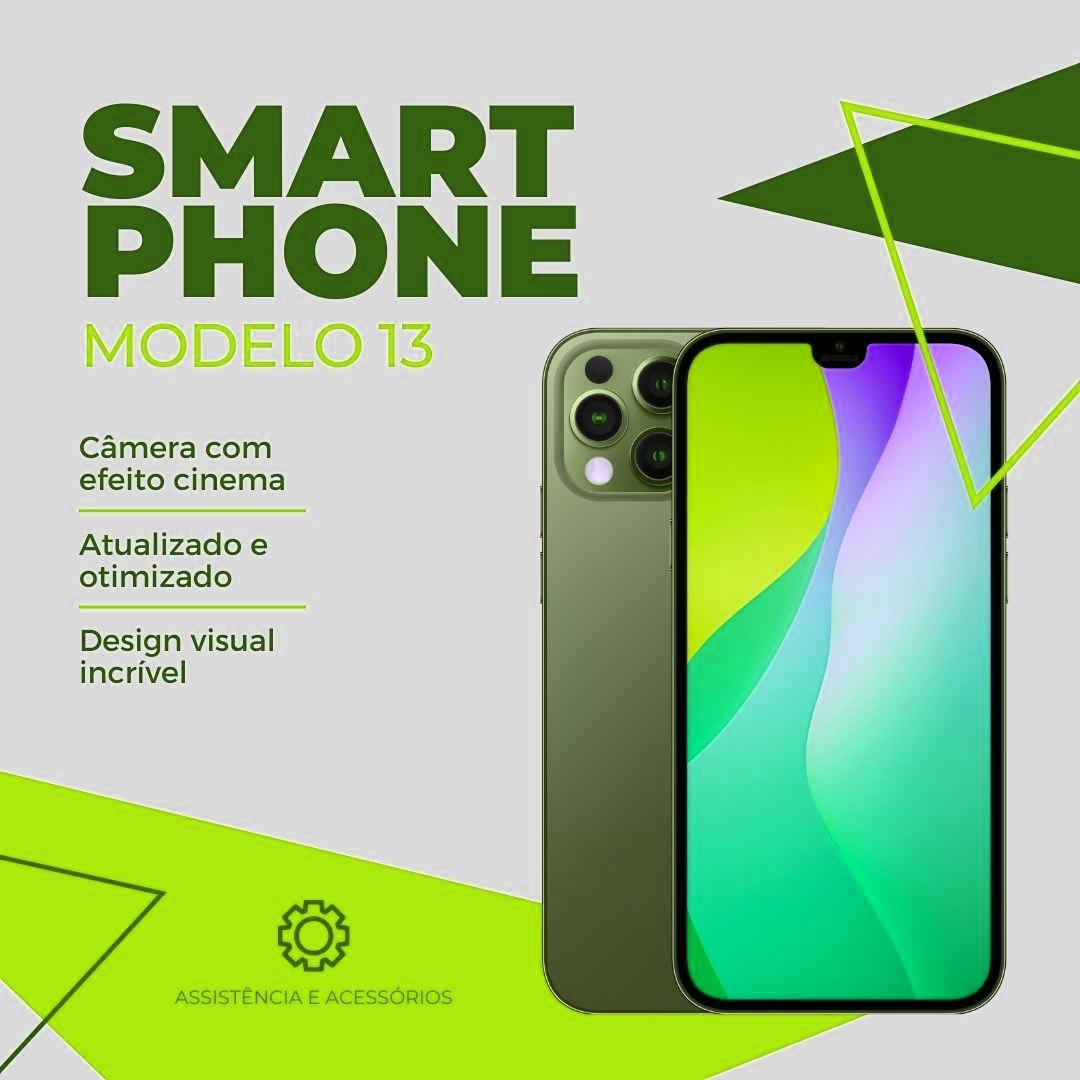 SMART
PHONE
MODELO 13
Câmera com
efeito cinema
Atualizado e
otimizado
Design visual
incrível
ASSISTÊNCIA E ACESSÓRIOS